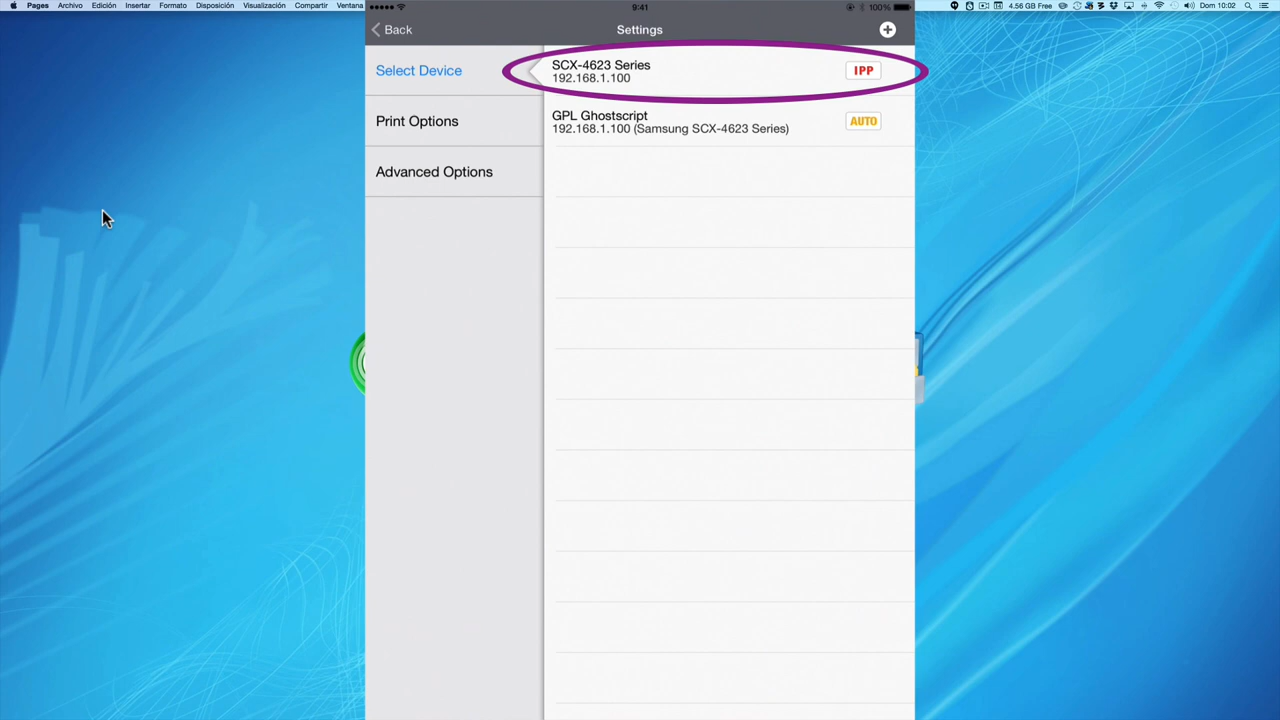 Pages Archivo Edición Insertar Formato Disposición Visualización Compartir Ventana
4.56 GB Free Dom 10:02
9:41 100%
Back Settings
Select Device
Print Options
Advanced Options
SCX-4623 Series
192.168.1.100
IPP
GPL Ghostscript
192.168.1.100 (Samsung SCX-4623 Series)
AUTO